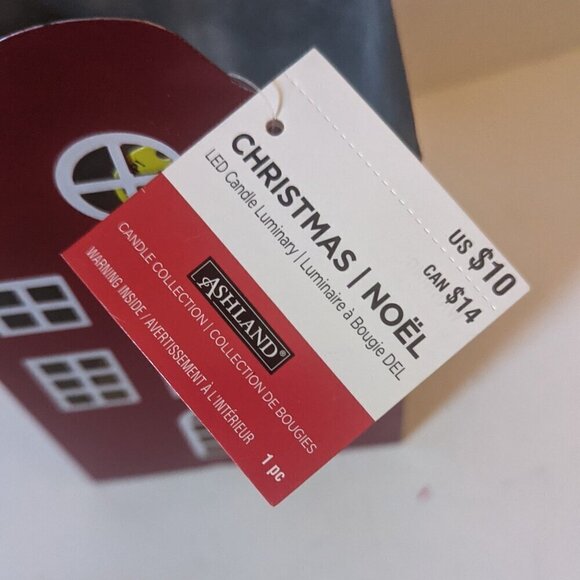 CHRISTMAS | NOËL
LED Candle Luminary | Luminaire à Bougie DEL
US $10
CAN $14
ASHLAND®
CANDLE COLLECTION | COLLECTION DE BOUGIES
WARNING INSIDE / AVERTISSEMENT À L'INTÉRIEUR
1 pc